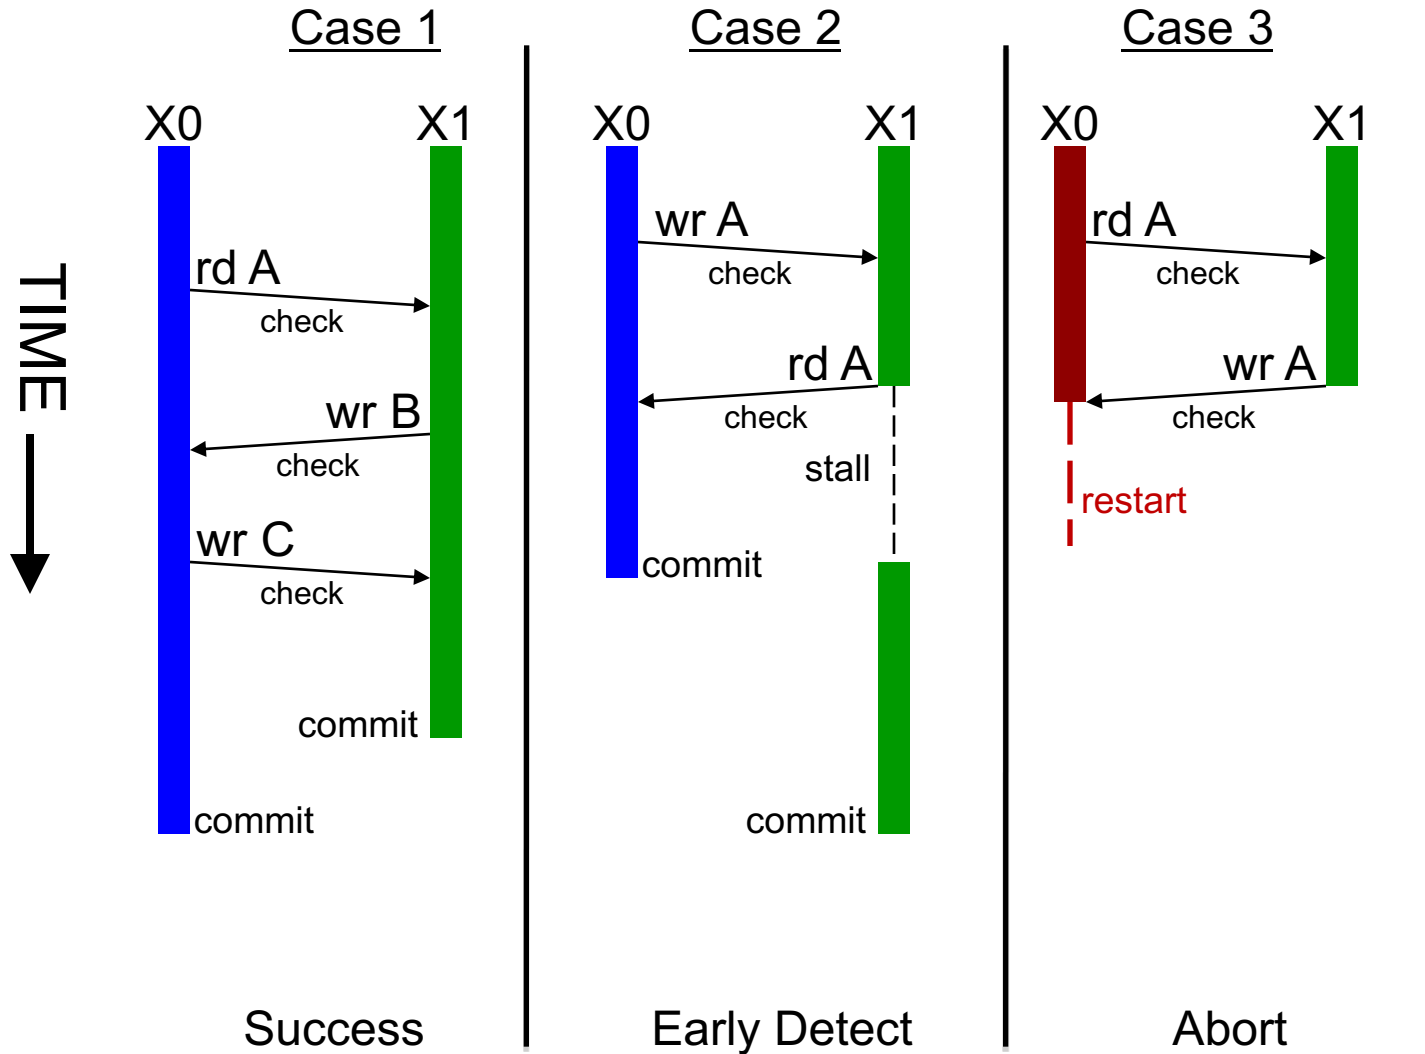 Case 1
Case 2
Case 3
X0
X1
X0
X1
X0
X1
TIME
rd A
check
wr B
check
wr C
check
commit
commit
wr A
check
rd A
check
stall
commit
commit
rd A
check
wr A
check
restart
Success
Early Detect
Abort